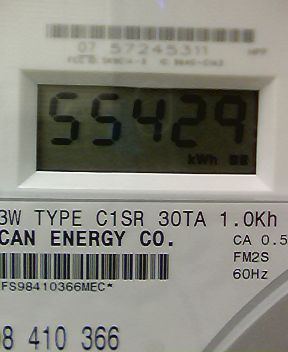 07 57245311
55429
kWh
3W TYPE C1SR 30TA 1.0Kh
CAN ENERGY CO.
CA 0.5
FM2S
60Hz
FS98410366MEC*
98 410 366